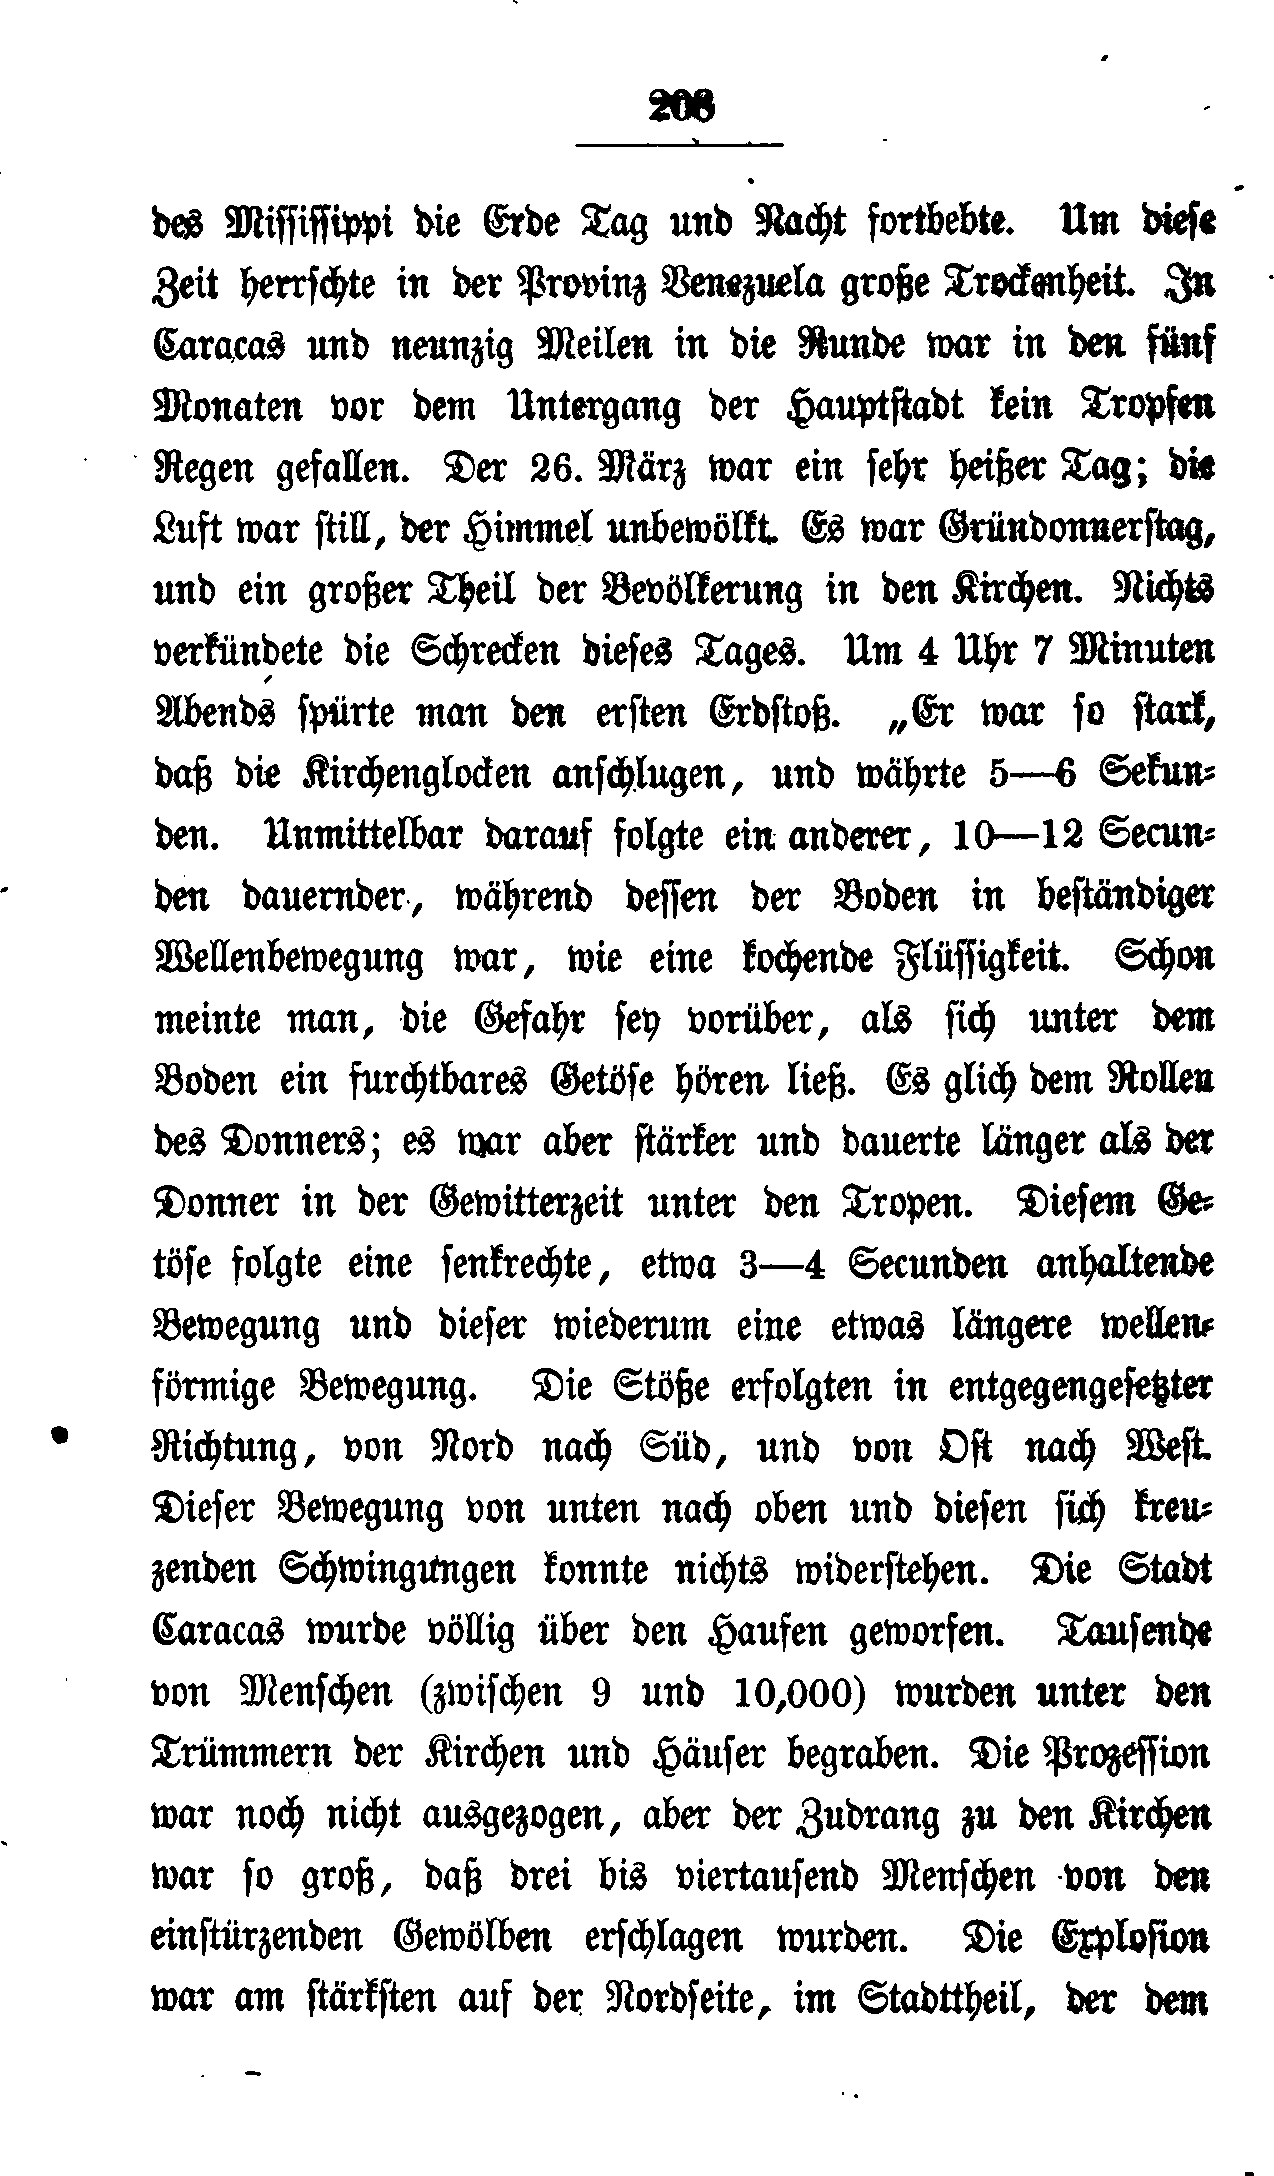 208
des Mississippi die Erde Tag und Nacht fortbebte. Um diese
Zeit herrschte in der Provinz Venezuela große Trockenheit. In
Caracas und neunzig Meilen in die Runde war in den fünf
Monaten vor dem Untergang der Hauptstadt kein Tropfen
Regen gefallen. Der 26. März war ein sehr heißer Tag; die
Luft war still, der Himmel unbewölkt. Es war Gründonnerstag,
und ein großer Theil der Bevölkerung in den Kirchen. Nichts
verkündete die Schrecken dieses Tages. Um 4 Uhr 7 Minuten
Abends spürte man den ersten Erdstoß. „Er war so stark,
daß die Kirchenglocken anschlugen, und währte 5—6 Sekun-
den. Unmittelbar darauf folgte ein anderer, 10—12 Secun-
den dauernder, während dessen der Boden in beständiger
Wellenbewegung war, wie eine kochende Flüssigkeit. Schon
meinte man, die Gefahr sey vorüber, als sich unter dem
Boden ein furchtbares Getöse hören ließ. Es glich dem Rollen
des Donners; es war aber stärker und dauerte länger als der
Donner in der Gewitterzeit unter den Tropen. Diesem Ge-
töse folgte eine senkrechte, etwa 3—4 Secunden anhaltende
Bewegung und dieser wiederum eine etwas längere wellen-
förmige Bewegung. Die Stöße erfolgten in entgegengesetzter
Richtung, von Nord nach Süd, und von Ost nach West.
Dieser Bewegung von unten nach oben und diesen sich kreu-
zenden Schwingungen konnte nichts widerstehen. Die Stadt
Caracas wurde völlig über den Haufen geworfen. Tausende
von Menschen (zwischen 9 und 10,000) wurden unter den
Trümmern der Kirchen und Häuser begraben. Die Prozession
war noch nicht ausgezogen, aber der Zudrang zu den Kirchen
war so groß, daß drei bis viertausend Menschen von den
einstürzenden Gewölben erschlagen wurden. Die Explosion
war am stärksten auf der Nordseite, im Stadttheil, der dem